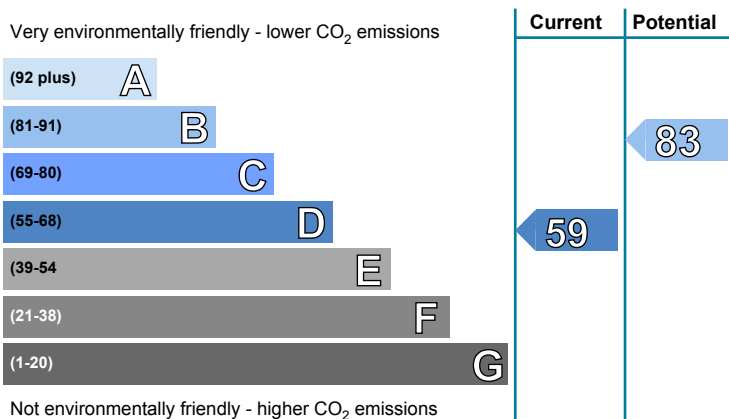 Very environmentally friendly - lower CO₂ emissions
Current
Potential
(92 plus) A
(81-91) B
(69-80) C
(55-68) D
(39-54 E
(21-38) F
(1-20) G
83
59
Not environmentally friendly - higher CO₂ emissions